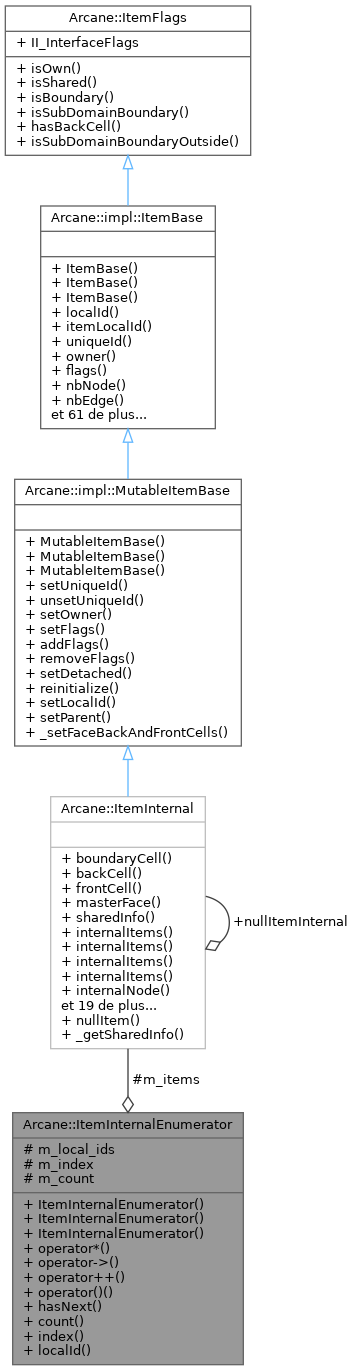 Arcane::ItemFlags
+ II_InterfaceFlags
+ isOwn()
+ isShared()
+ isBoundary()
+ isSubDomainBoundary()
+ hasBackCell()
+ isSubDomainBoundaryOutside()
Arcane::impl::ItemBase
+ ItemBase()
+ ItemBase()
+ ItemBase()
+ localId()
+ itemLocalId()
+ uniqueId()
+ owner()
+ flags()
+ nbNode()
+ nbEdge()
et 61 de plus...
Arcane::impl::MutableItemBase
+ MutableItemBase()
+ MutableItemBase()
+ MutableItemBase()
+ setUniqueId()
+ unsetUniqueId()
+ setOwner()
+ setFlags()
+ addFlags()
+ removeFlags()
+ setDetached()
+ reinitialize()
+ setLocalId()
+ setParent()
+ _setFaceBackAndFrontCells()
Arcane::ItemInternal
+ boundaryCell()
+ backCell()
+ frontCell()
+ masterFace()
+ sharedInfo()
+ internalItems()
+ internalItems()
+ internalItems()
+ internalItems()
+ internalNode()
et 19 de plus...
+ nullItem()
+ _getSharedInfo()
+nullItemInternal
#m_items
Arcane::ItemInternalEnumerator
# m_local_ids
# m_index
# m_count
+ ItemInternalEnumerator()
+ ItemInternalEnumerator()
+ ItemInternalEnumerator()
+ operator*()
+ operator->()
+ operator++()
+ operator()()
+ hasNext()
+ count()
+ index()
+ localId()